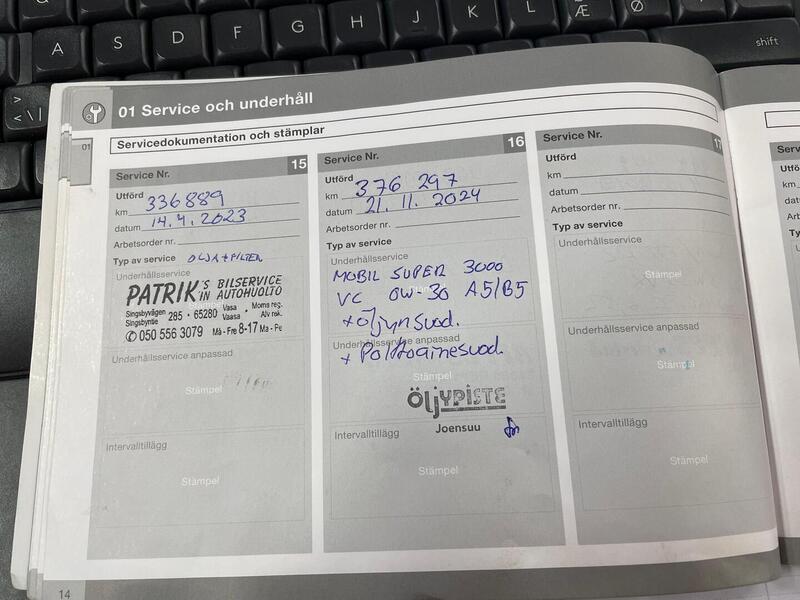 A S D F G H J K L Æ Ø
shift
>
< \ |
01 Service och underhåll
01
Servicedokumentation och stämplar
Service Nr. 15
Utförd
km 336889
datum 14.4.2023
Arbetsorder nr.
Typ av service OLJA + FILTER
Underhållsservice
PATRIK'S BILSERVICE
IN AUTOHUOLTO
Singsbyvägen 285 • 65280 Vasa • Moms reg.
Singsbyntie Vaasa Alv rek.
050 556 3079 Må - Fre 8-17 Ma - Pe
Underhållsservice anpassad
Stämpel
Intervalltillägg
Stämpel
Service Nr. 16
Utförd
km 376 297
datum 21.11.2024
Arbetsorder nr.
Typ av service
Underhållsservice
MOBIL SUPER 3000
VC 0W-30 A5/B5
+ öljynsuod.
Underhållsservice anpassad
+ Polttoainesuod.
Stämpel
ÖLJYPISTE
Joensuu
Intervalltillägg
Stämpel
Service Nr. 17
Utförd
km
datum
Arbetsorder nr.
Typ av service
Underhållsservice
Stämpel
Underhållsservice anpassad
Stämpel
Intervalltillägg
Stämpel
14